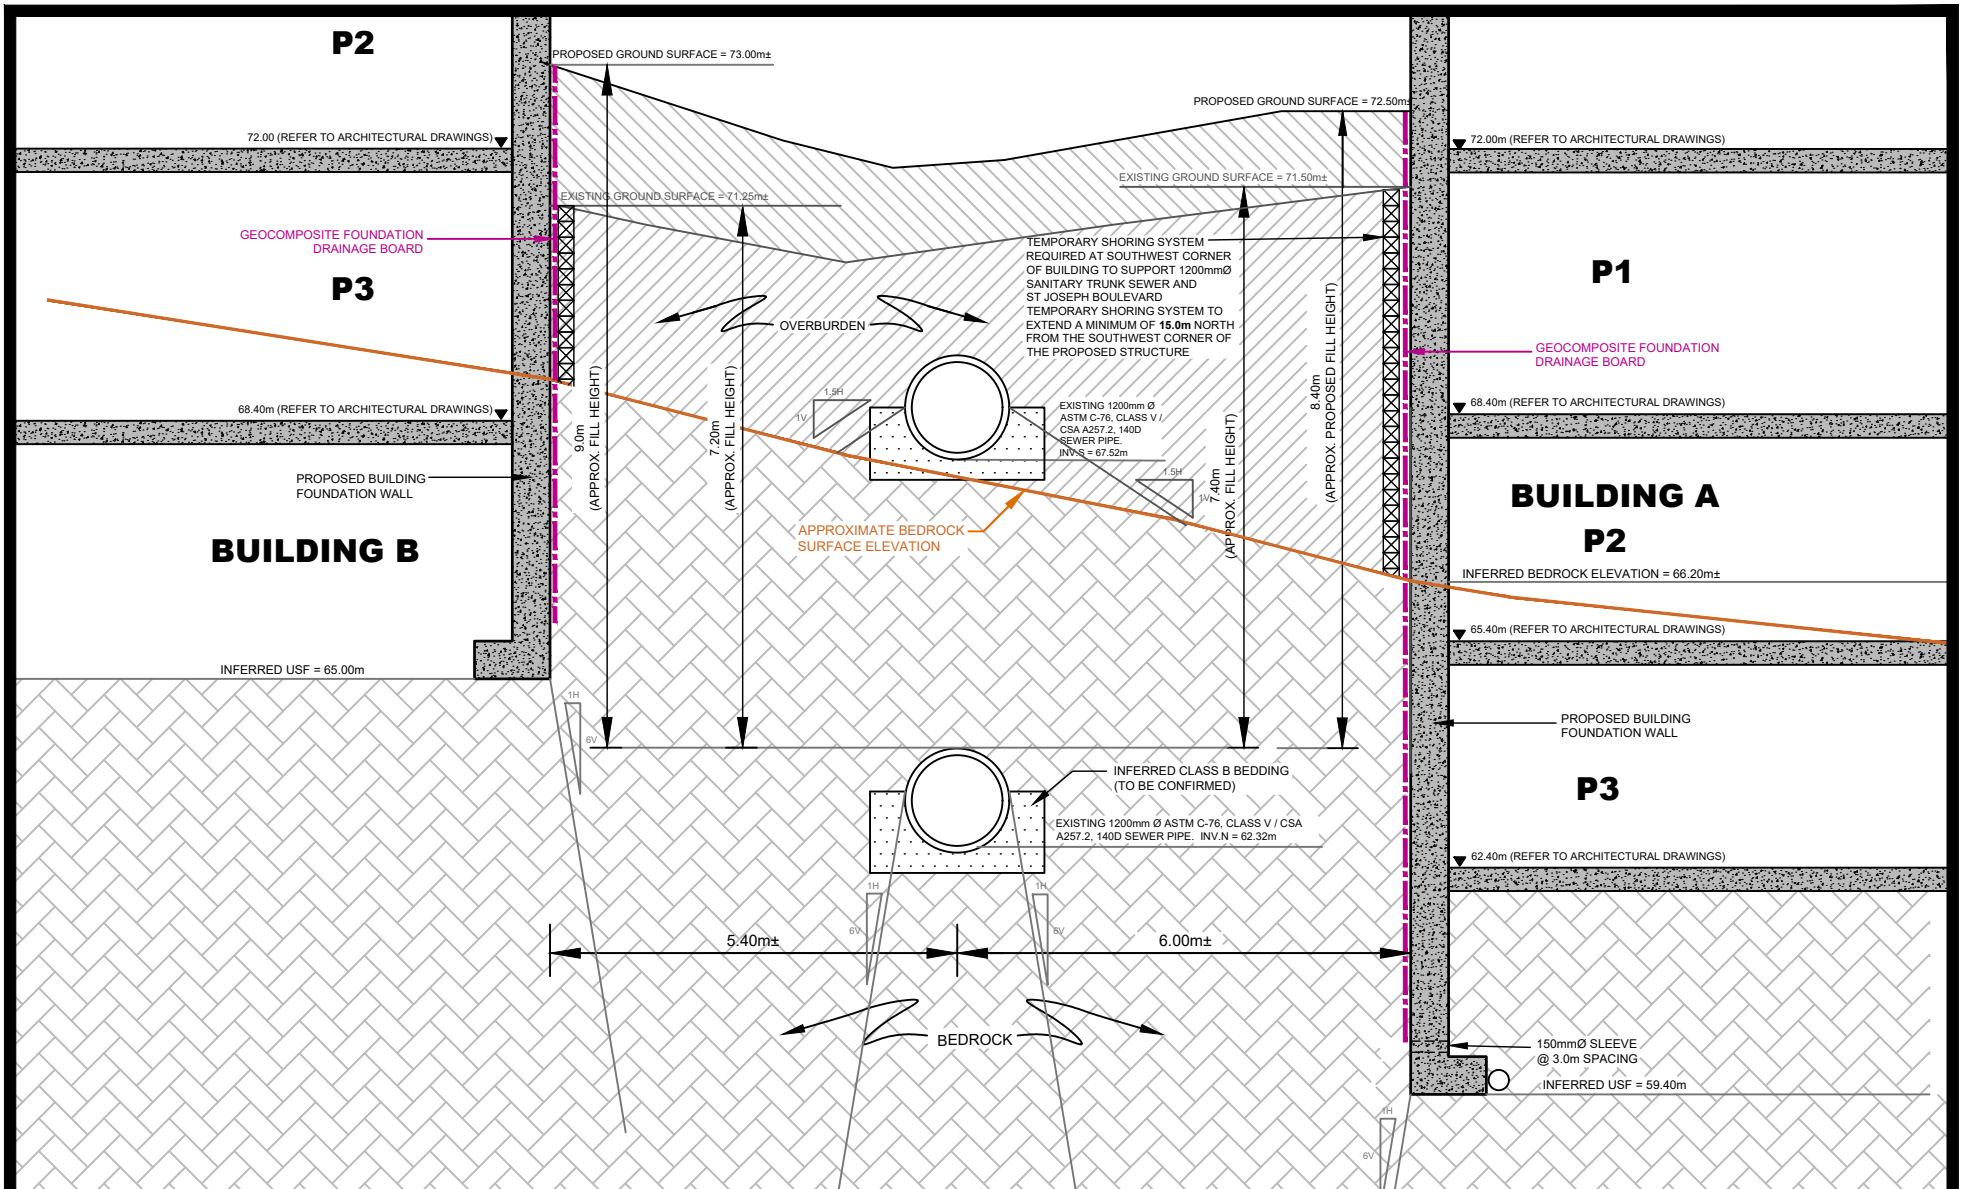 P2
PROPOSED GROUND SURFACE = 73.00m±
PROPOSED GROUND SURFACE = 72.50m±
72.00 (REFER TO ARCHITECTURAL DRAWINGS)
72.00m (REFER TO ARCHITECTURAL DRAWINGS)
EXISTING GROUND SURFACE = 71.25m±
EXISTING GROUND SURFACE = 71.50m±
GEOCOMPOSITE FOUNDATION
DRAINAGE BOARD
P3
TEMPORARY SHORING SYSTEM
REQUIRED AT SOUTHWEST CORNER
OF BUILDING TO SUPPORT 1200mmØ
SANITARY TRUNK SEWER AND
ST JOSEPH BOULEVARD
TEMPORARY SHORING SYSTEM TO
EXTEND A MINIMUM OF 15.0m NORTH
FROM THE SOUTHWEST CORNER OF
THE PROPOSED STRUCTURE
P1
OVERBURDEN
GEOCOMPOSITE FOUNDATION
DRAINAGE BOARD
9.0m
(APPROX. FILL HEIGHT)
7.20m
(APPROX. FILL HEIGHT)
7.40m
(APPROX. FILL HEIGHT)
8.40m
(APPROX. PROPOSED FILL HEIGHT)
68.40m (REFER TO ARCHITECTURAL DRAWINGS)
68.40m (REFER TO ARCHITECTURAL DRAWINGS)
1.5H
1V
EXISTING 1200mm Ø
ASTM C-76, CLASS V /
CSA A257.2, 140D
SEWER PIPE.
INV.S = 67.52m
1.5H
1V
PROPOSED BUILDING
FOUNDATION WALL
BUILDING B
APPROXIMATE BEDROCK
SURFACE ELEVATION
BUILDING A
P2
INFERRED BEDROCK ELEVATION = 66.20m±
65.40m (REFER TO ARCHITECTURAL DRAWINGS)
INFERRED USF = 65.00m
1H
6V
PROPOSED BUILDING
FOUNDATION WALL
P3
INFERRED CLASS B BEDDING
(TO BE CONFIRMED)
EXISTING 1200mm Ø ASTM C-76, CLASS V / CSA
A257.2, 140D SEWER PIPE. INV.N = 62.32m
62.40m (REFER TO ARCHITECTURAL DRAWINGS)
1H
6V
1H
6V
5.40m±
6.00m±
BEDROCK
150mmØ SLEEVE
@ 3.0m SPACING
INFERRED USF = 59.40m
1H
6V